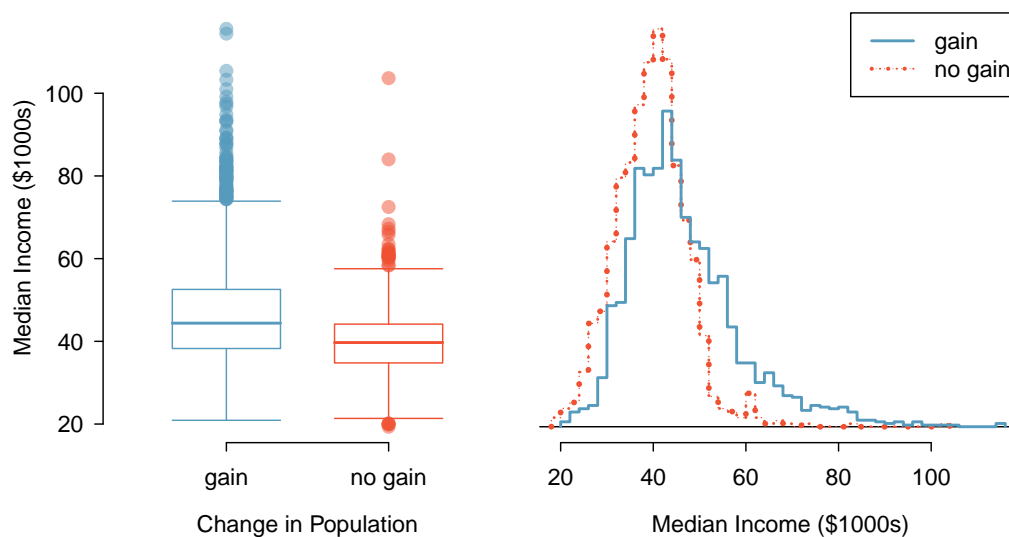 Median Income ($1000s)
100
80
60
40
20
gain
no gain
Change in Population
gain
no gain
20
40
60
80
100
Median Income ($1000s)